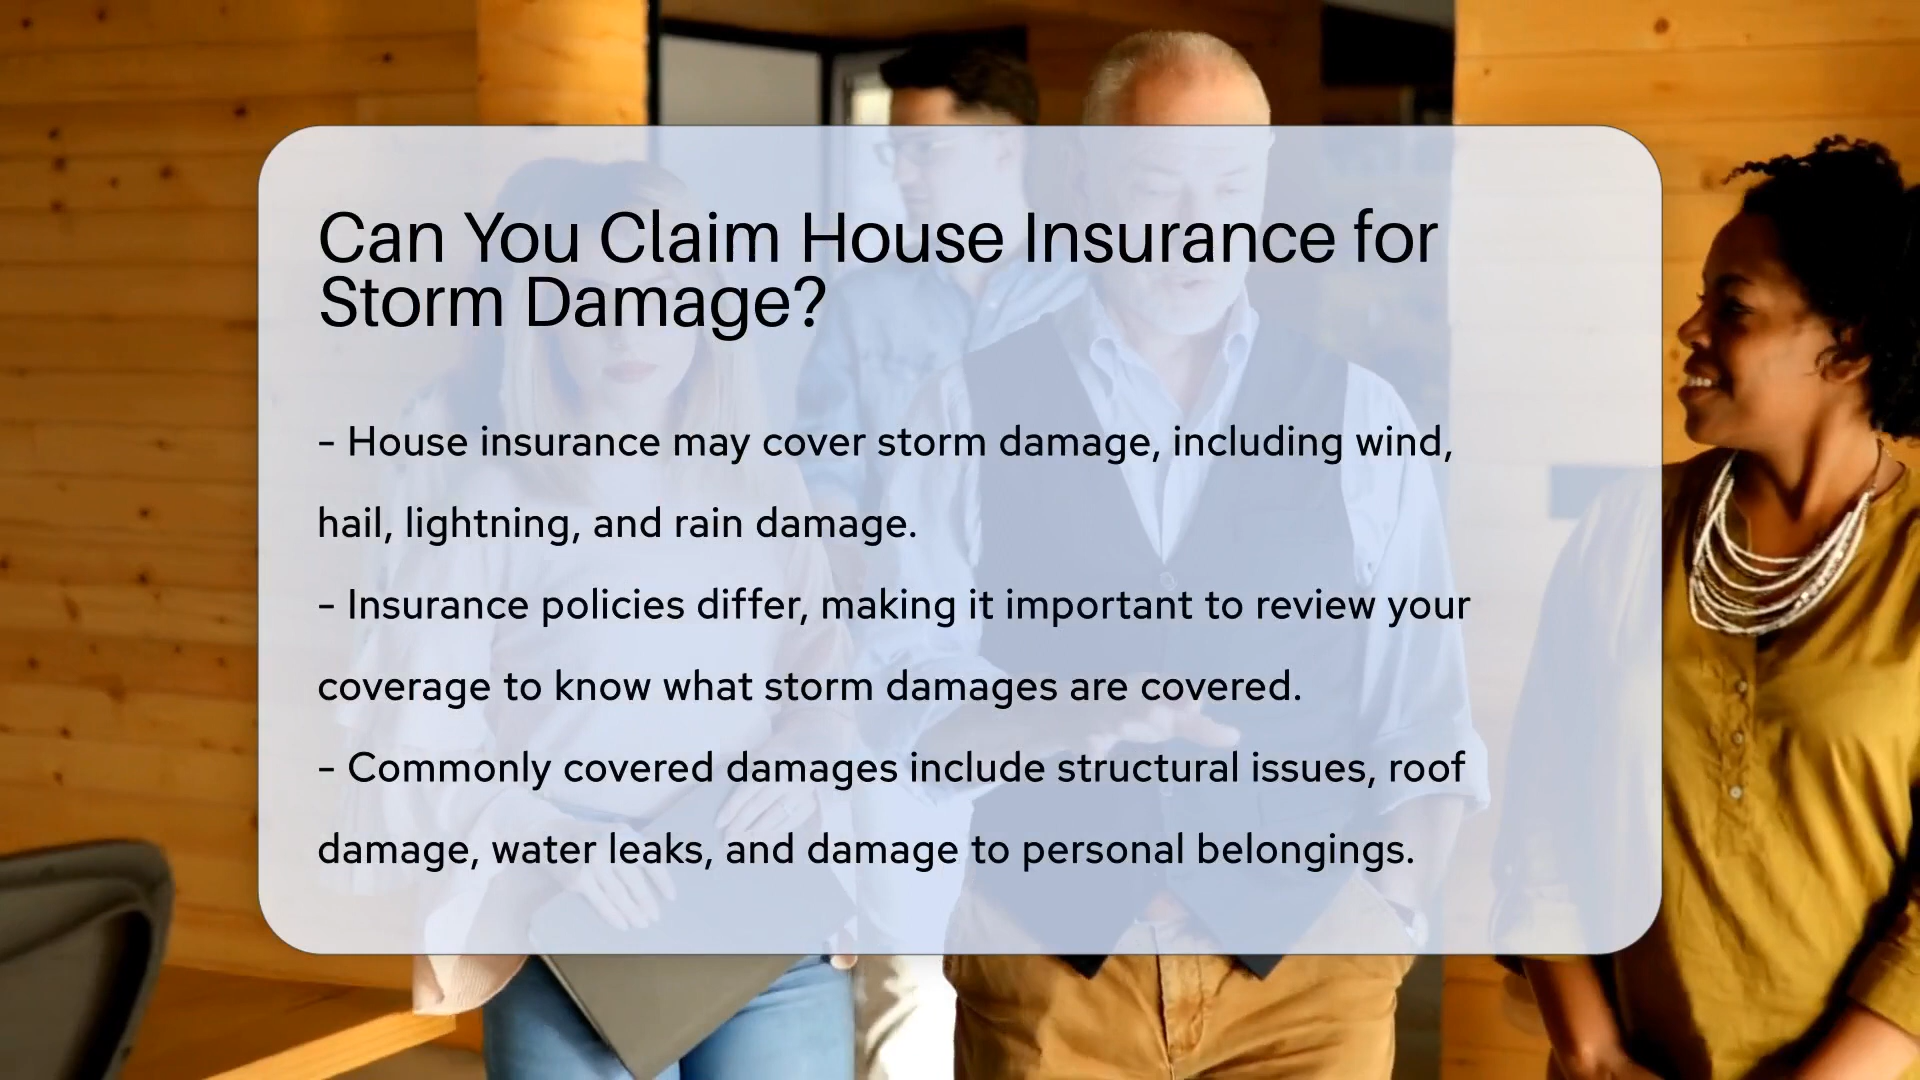 Can You Claim House Insurance for
Storm Damage?
- House insurance may cover storm damage, including wind,
hail, lightning, and rain damage.
- Insurance policies differ, making it important to review your
coverage to know what storm damages are covered.
- Commonly covered damages include structural issues, roof
damage, water leaks, and damage to personal belongings.